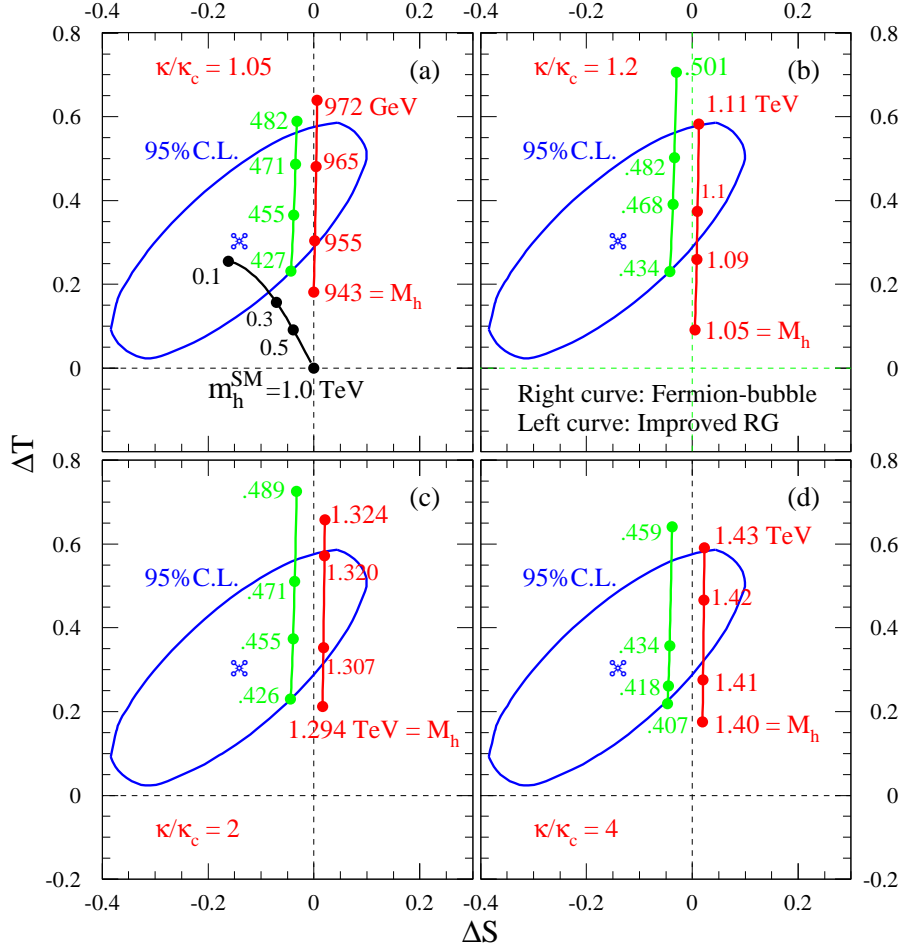 -0.4 -0.2 0 0.2 -0.4 -0.2 0 0.2
0.8 0.8
κ/κc = 1.05 (a)
972 GeV
482
95%C.L.
471 965
455
427 955
0.1
943 = Mh
0.3
0.5
mhSM =1.0 TeV
0.6 0.6
0.4 0.4
0.2 0.2
0 0
κ/κc = 1.2 (b)
.501
1.11 TeV
95%C.L.
.482
1.1
.468
.434 1.09
1.05 = Mh
Right curve: Fermion-bubble
Left curve: Improved RG
ΔT
0.8 0.8
(c)
.489
1.324
95%C.L.
1.320
.471
.455
1.307
.426
1.294 TeV = Mh
κ/κc = 2
0.6 0.6
0.4 0.4
0.2 0.2
0 0
-0.2 -0.2
(d)
.459 1.43 TeV
95%C.L.
1.42
.434
.418 1.41
.407 1.40 = Mh
κ/κc = 4
-0.4 -0.2 0 0.2 -0.4 -0.2 0 0.2
ΔS